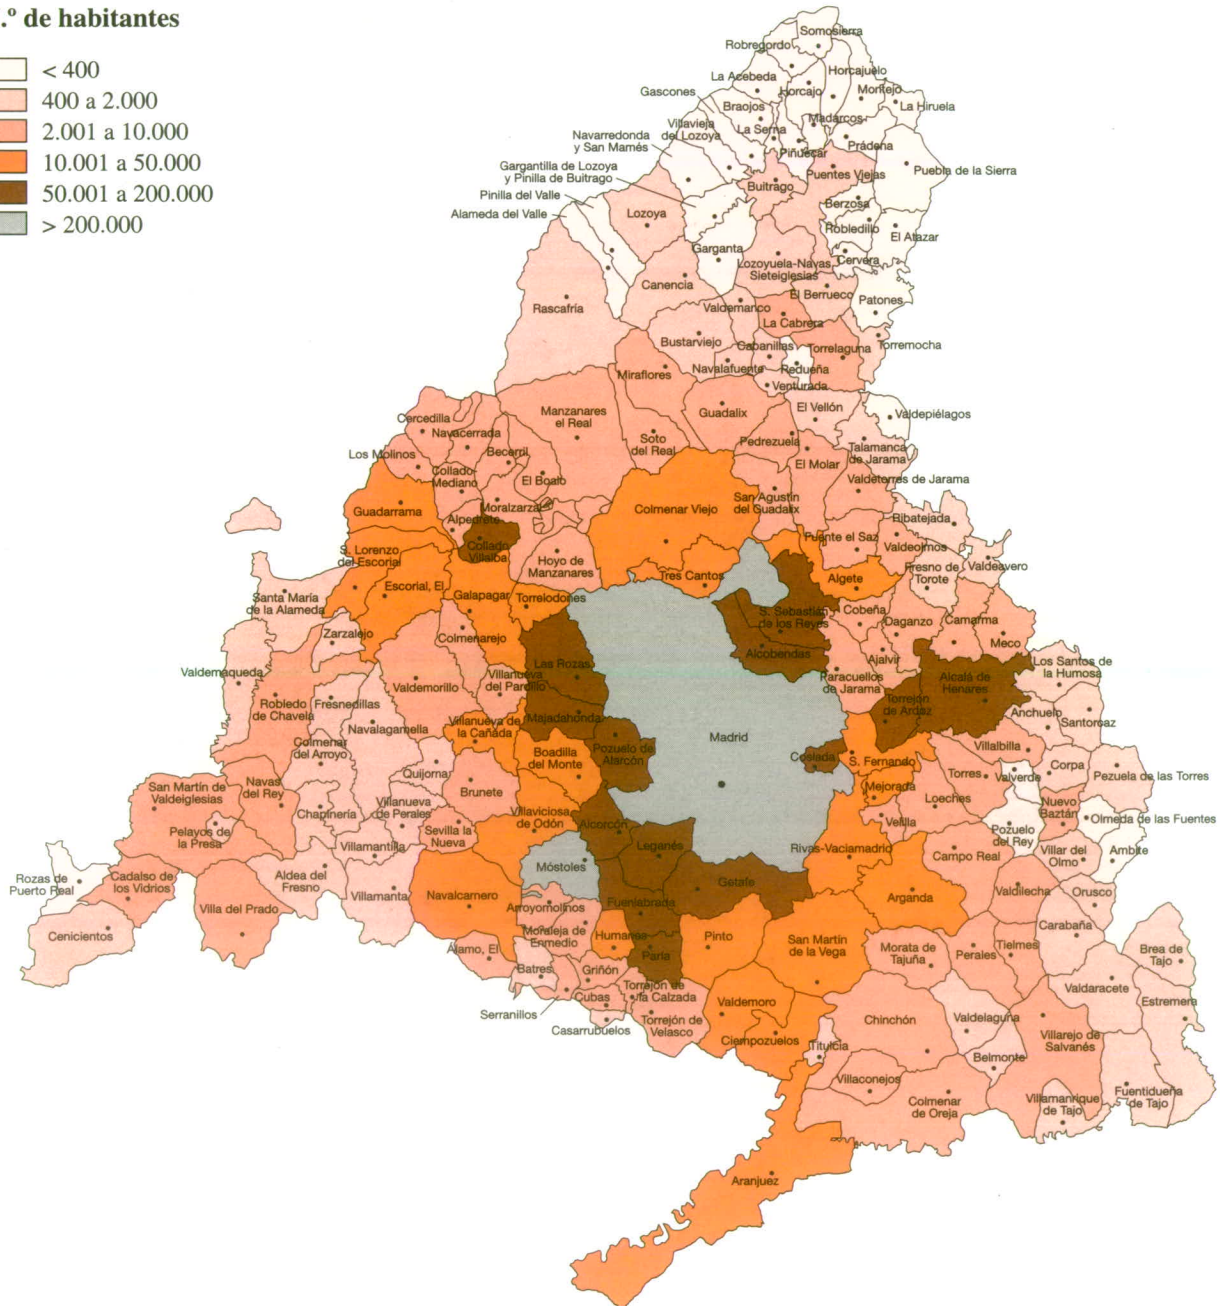 .º de habitantes
< 400
400 a 2.000
2.001 a 10.000
10.001 a 50.000
50.001 a 200.000
> 200.000
Somosierra
Robregordo
La Acebeda
Horcajuelo
Horcajo
Montejo
Gascones
La Hiruela
Braojos
Madarcos
Villavieja
del Lozoya
La Serna
Navarredonda
y San Mamés
Piñuecar
Prádena
Gargantilla de Lozoya
y Pinilla de Buitrago
Puebla de la Sierra
Puentes Viejas
Buitrago
Pinilla del Valle
Alameda del Valle
Lozoya
Berzosa
Robledillo
El Atazar
Garganta
Cervera
Lozoyuela-Navas
Sieteiglesias
Canencia
El Berrueco
Patones
Rascafría
Valdemanco
La Cabrera
Bustarviejo
Cabanillas
Torrelaguna
Torremocha
Navalafuente
Redueña
Miraflores
Venturada
El Vellón
Valdepiélagos
Guadalix
Manzanares
el Real
Cercedilla
Navacerrada
Soto
del Real
Pedrezuela
Talamanca
de Jarama
Los Molinos
Becerril
El Molar
Collado-
Mediano
El Boalo
Valdetorres de Jarama
San Agustín
del Guadalix
Moralzarzal
Guadarrama
Colmenar Viejo
Alpedrete
Ribatejada
Collado
Villalba
Puente el Saz
Valdeolmos
S. Lorenzo
del Escorial
Hoyo de
Manzanares
Valdeavero
Fresno de
Torote
Tres Cantos
Algete
Escorial, El
Galapagar
Torrelodones
Santa María
de la Alameda
S. Sebastián
de los Reyes
Cobeña
Daganzo
Camarma
Zarzalejo
Colmenarejo
Meco
Alcobendas
Ajalvir
Las Rozas
Los Santos de
la Humosa
Valdemaqueda
Villanueva
del Pardillo
Paracuellos
de Jarama
Alcalá de
Henares
Valdemorillo
Robledo
de Chavela
Fresnedillas
Torrejón
de Ardoz
Anchuelo
Santorcaz
Majadahonda
Navalagamella
Villanueva de
la Cañada
Madrid
Colmenar
del Arroyo
Pozuelo de
Alarcón
Villalbilla
Boadilla
del Monte
Coslada
S. Fernando
Corpa
Quijorna
Torres
Valverde
Pezuela de las Torres
Navas
del Rey
San Martín de
Valdeiglesias
Brunete
Mejorada
Loeches
Villanueva
de Perales
Nuevo
Baztán
Chapinería
Villaviciosa
de Odón
Velilla
Olmeda de las Fuentes
Alcorcón
Pozuelo
del Rey
Pelayos de
la Presa
Sevilla la
Nueva
Leganés
Rivas-Vaciamadrid
Campo Real
Villar del
Olmo
Ambite
Villamantilla
Móstoles
Rozas de
Puerto Real
Cadalso de
los Vidrios
Aldea del
Fresno
Getafe
Valdilecha
Orusco
Villamanta
Navalcarnero
Arganda
Fuenlabrada
Villa del Prado
Arroyomolinos
Carabaña
Cenicientos
Moraleja de
Enmedio
Humanes
Pinto
San Martín
de la Vega
Tielmes
Morata de
Tajuña
Perales
Brea de
Tajo
Álamo, El
Parla
Batres
Griñón
Valdaracete
Torrejón de
la Calzada
Cubas
Valdemoro
Estremera
Serranillos
Casarrubuelos
Torrejón de
Velasco
Chinchón
Valdelaguna
Villarejo de
Salvanés
Ciempozuelos
Titulcia
Belmonte
Villaconejos
Colmenar
de Oreja
Villamanrique
de Tajo
Fuentidueña
de Tajo
Aranjuez